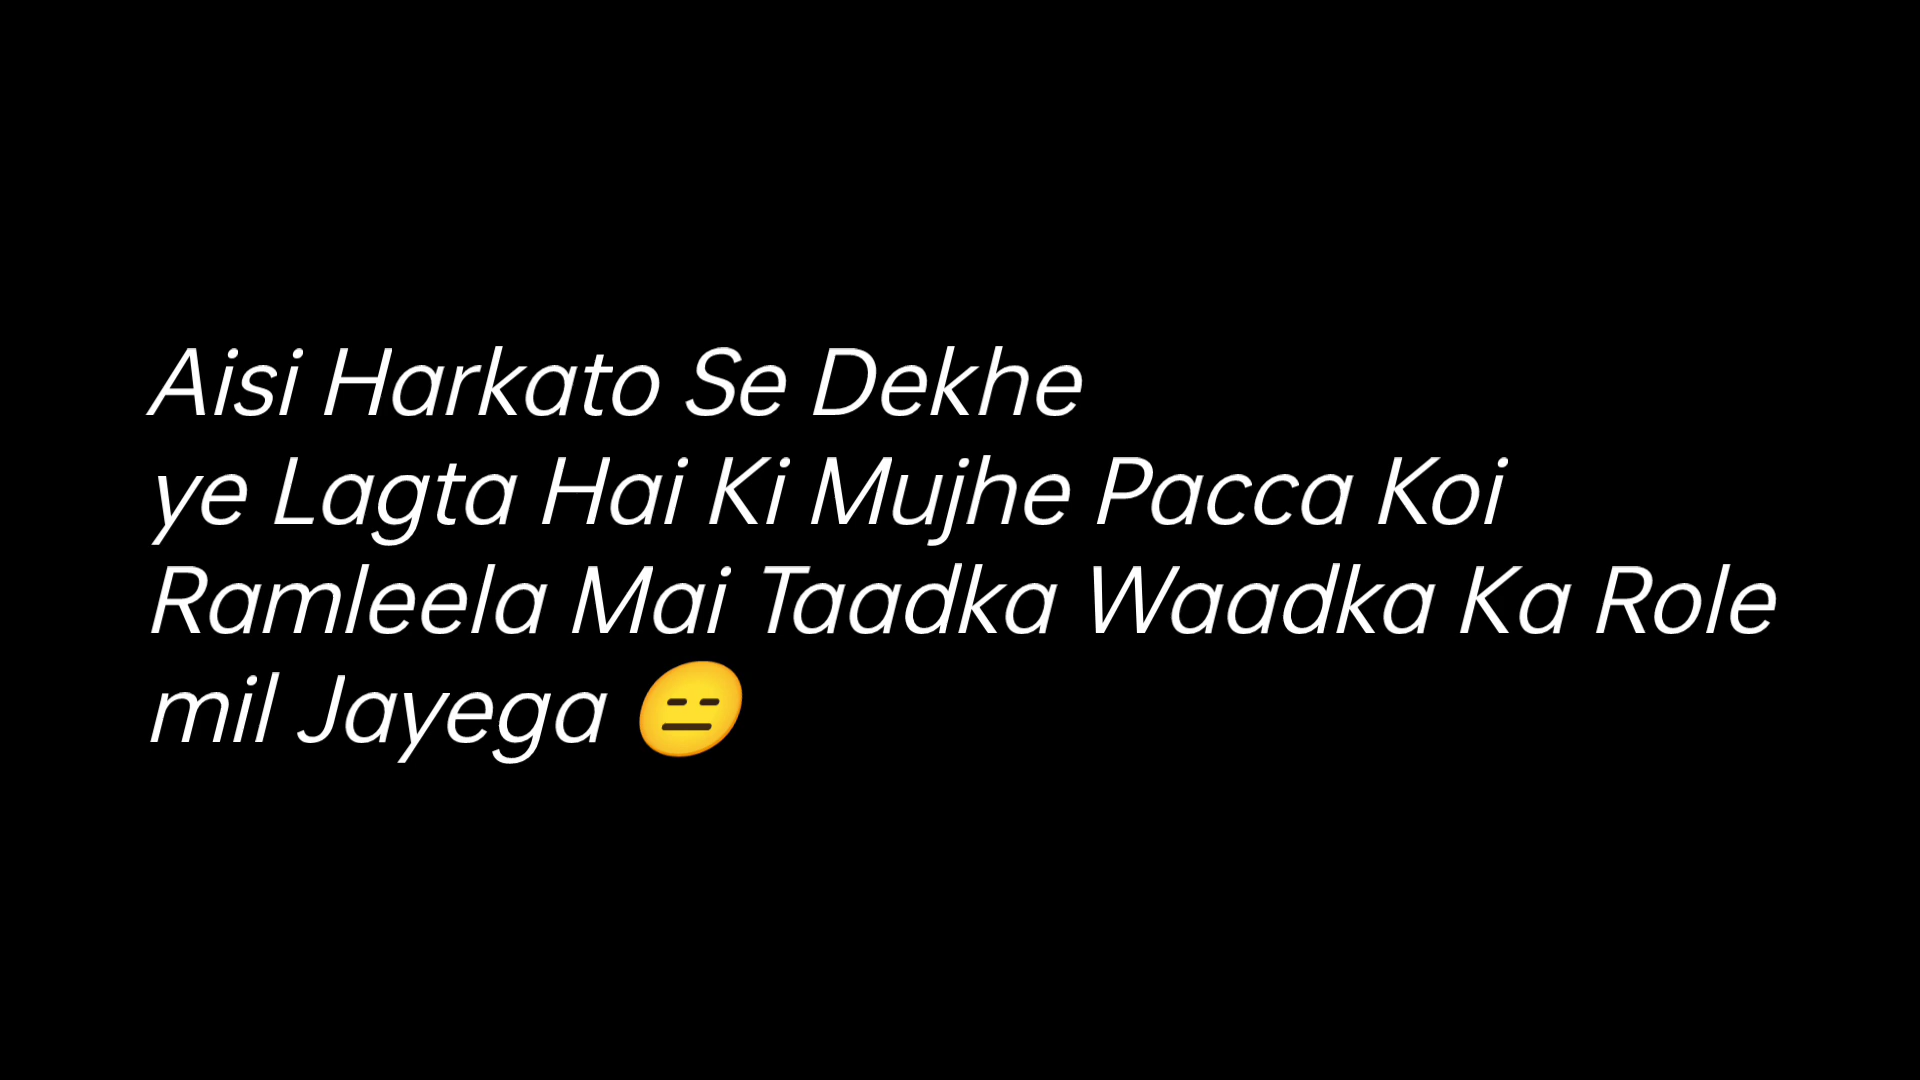 Aisi Harkato Se Dekhe
ye Lagta Hai Ki Mujhe Pacca Koi
Ramleela Mai Taadka Waadka Ka Role
mil Jayega 😑